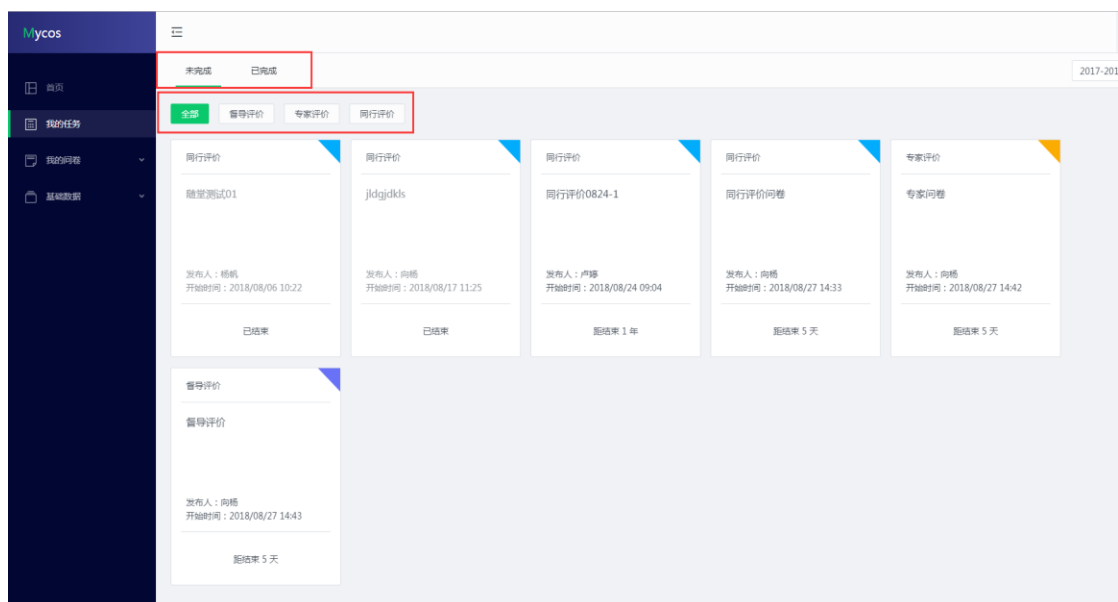 Mycos
首页
我的任务
我的问卷
基础数据
未完成 已完成
2017-201
全部 督导评价 专家评价 同行评价
同行评价
随堂测试01
发布人：杨帆
开始时间：2018/08/06 10:22
已结束
同行评价
jldgjdkls
发布人：向杨
开始时间：2018/08/17 11:25
已结束
同行评价
同行评价0824-1
发布人：卢婷
开始时间：2018/08/24 09:04
距结束 1 年
同行评价
同行评价问卷
发布人：向杨
开始时间：2018/08/27 14:33
距结束 5 天
专家评价
专家问卷
发布人：向杨
开始时间：2018/08/27 14:42
距结束 5 天
督导评价
督导评价
发布人：向杨
开始时间：2018/08/27 14:43
距结束 5 天